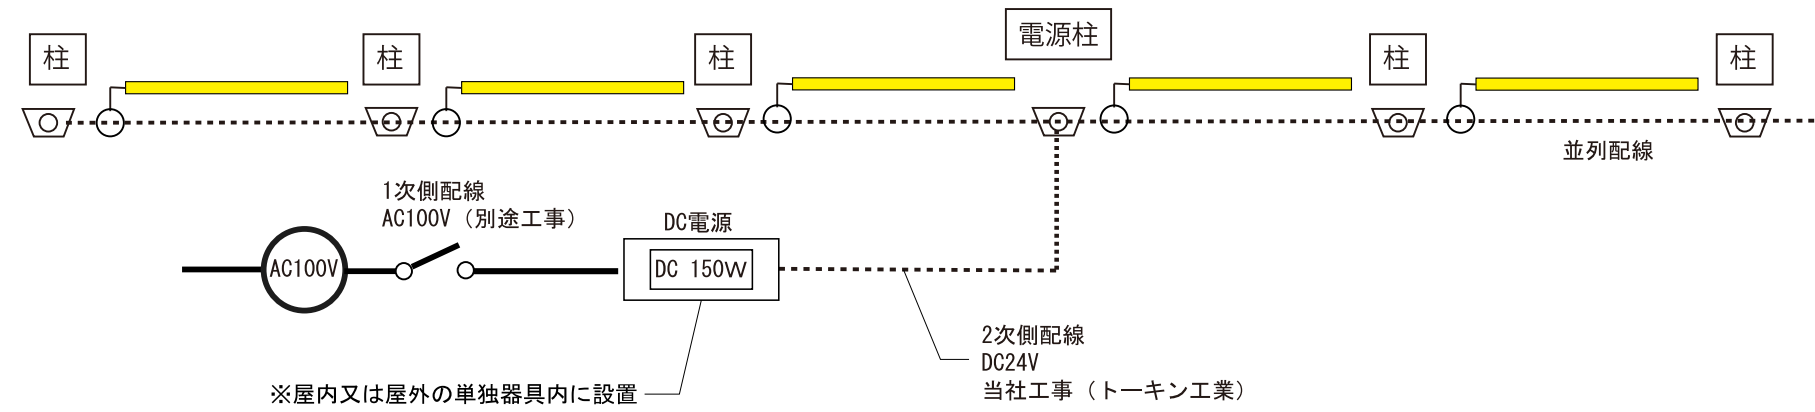 柱
柱
柱
電源柱
柱
柱
並列配線
1次側配線
AC100V（別途工事）
DC電源
AC100V
DC 150W
2次側配線
DC24V
当社工事（トーキン工業）
※屋内又は屋外の単独器具内に設置